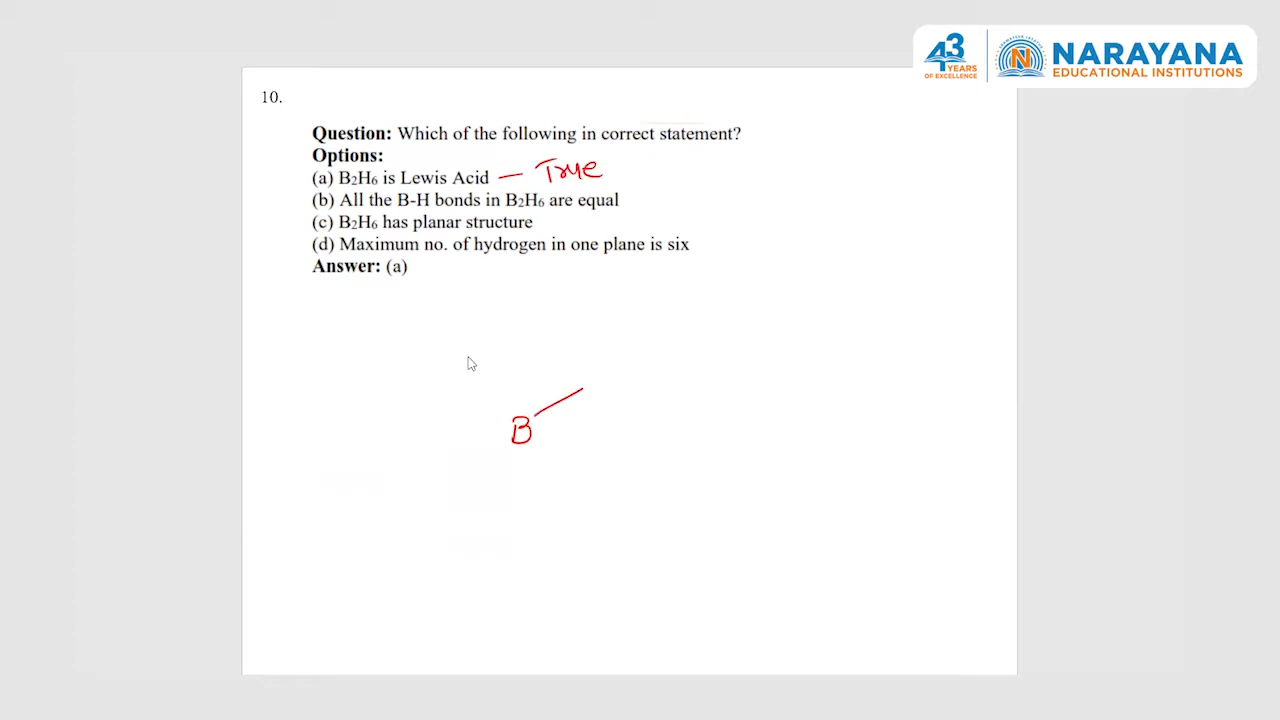 43
YEARS
OF EXCELLENCE
N
NARAYANA
EDUCATIONAL INSTITUTIONS
10.
Question: Which of the following in correct statement?
Options:
(a) B₂H₆ is Lewis Acid — True
(b) All the B-H bonds in B₂H₆ are equal
(c) B₂H₆ has planar structure
(d) Maximum no. of hydrogen in one plane is six
Answer: (a)
B